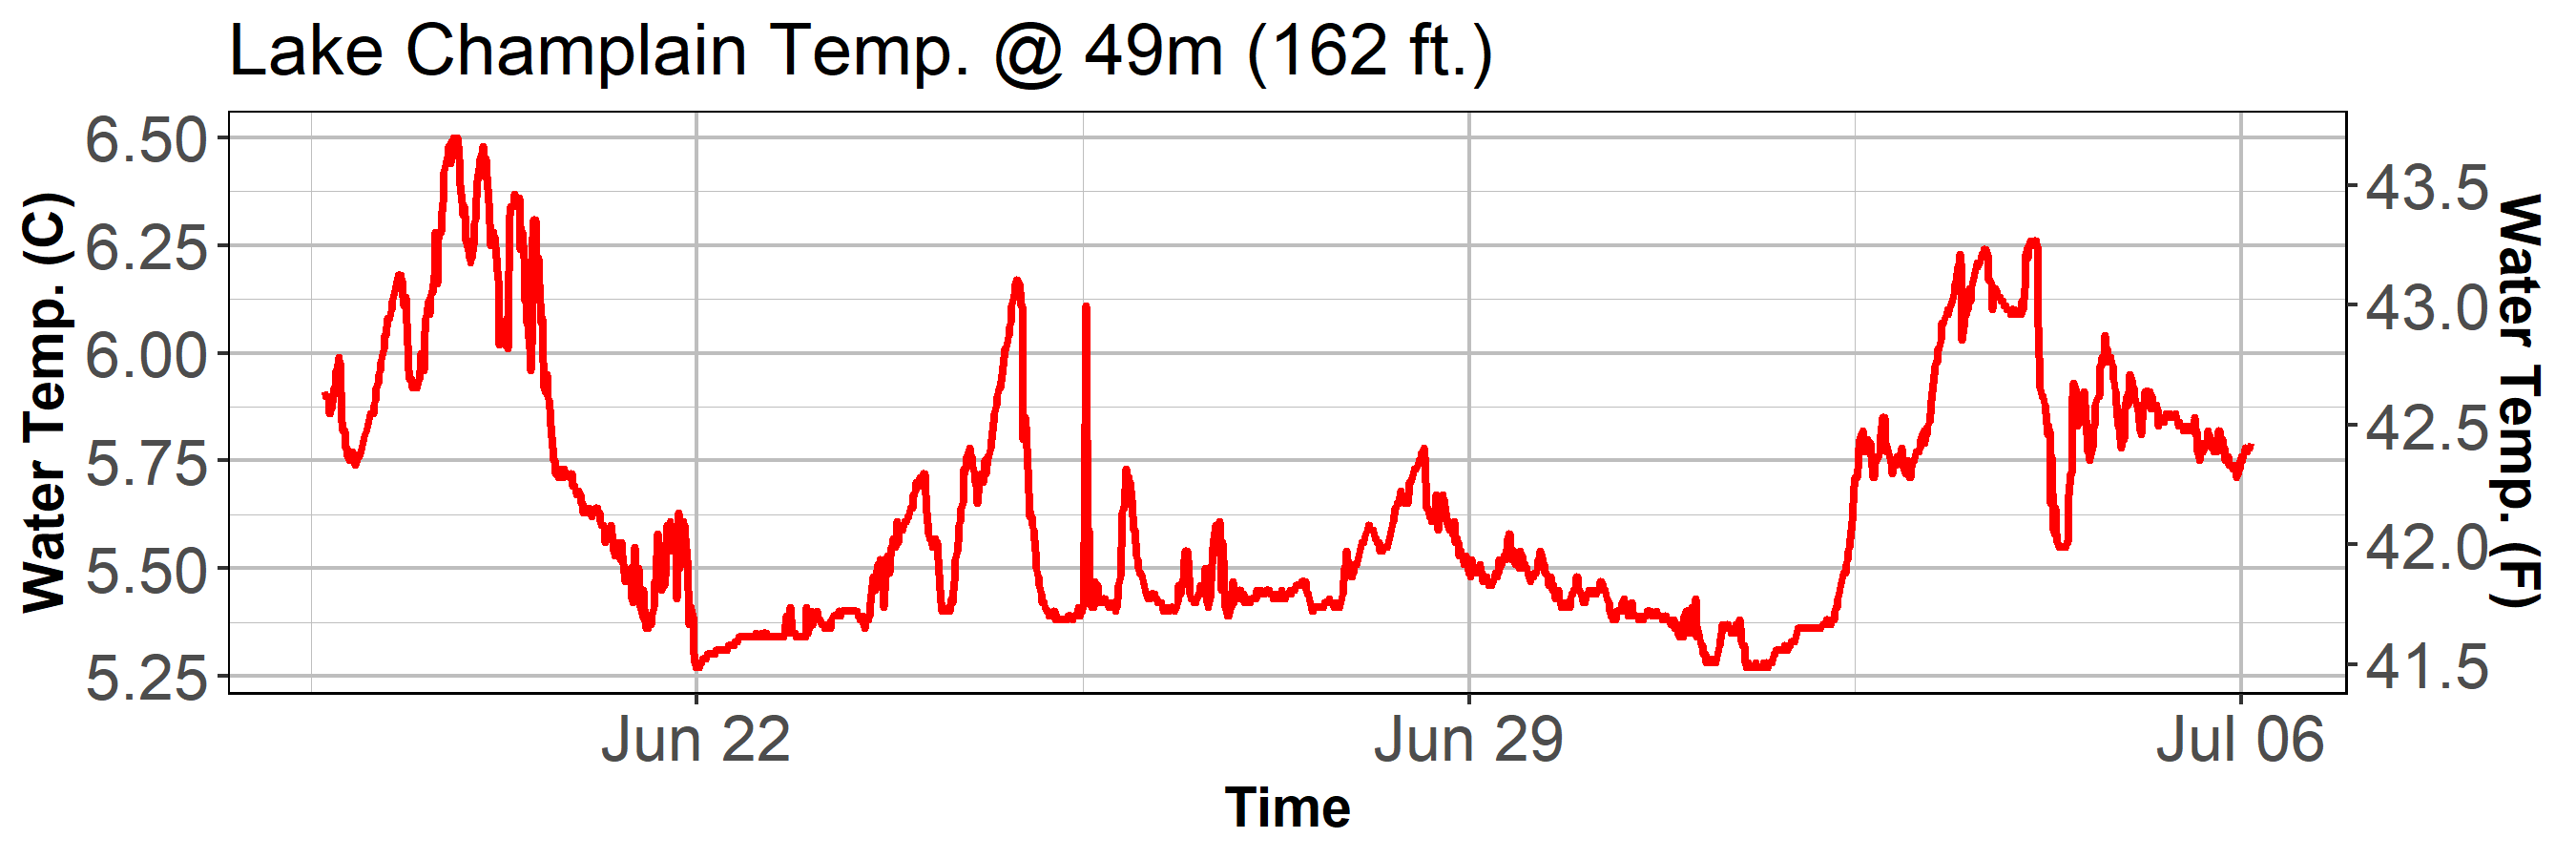 Lake Champlain Temp. @ 49m (162 ft.)
Water Temp. (C)
6.50
6.25
6.00
5.75
5.50
5.25
43.5
43.0
42.5
42.0
41.5
Water Temp. (F)
Jun 22
Jun 29
Jul 06
Time